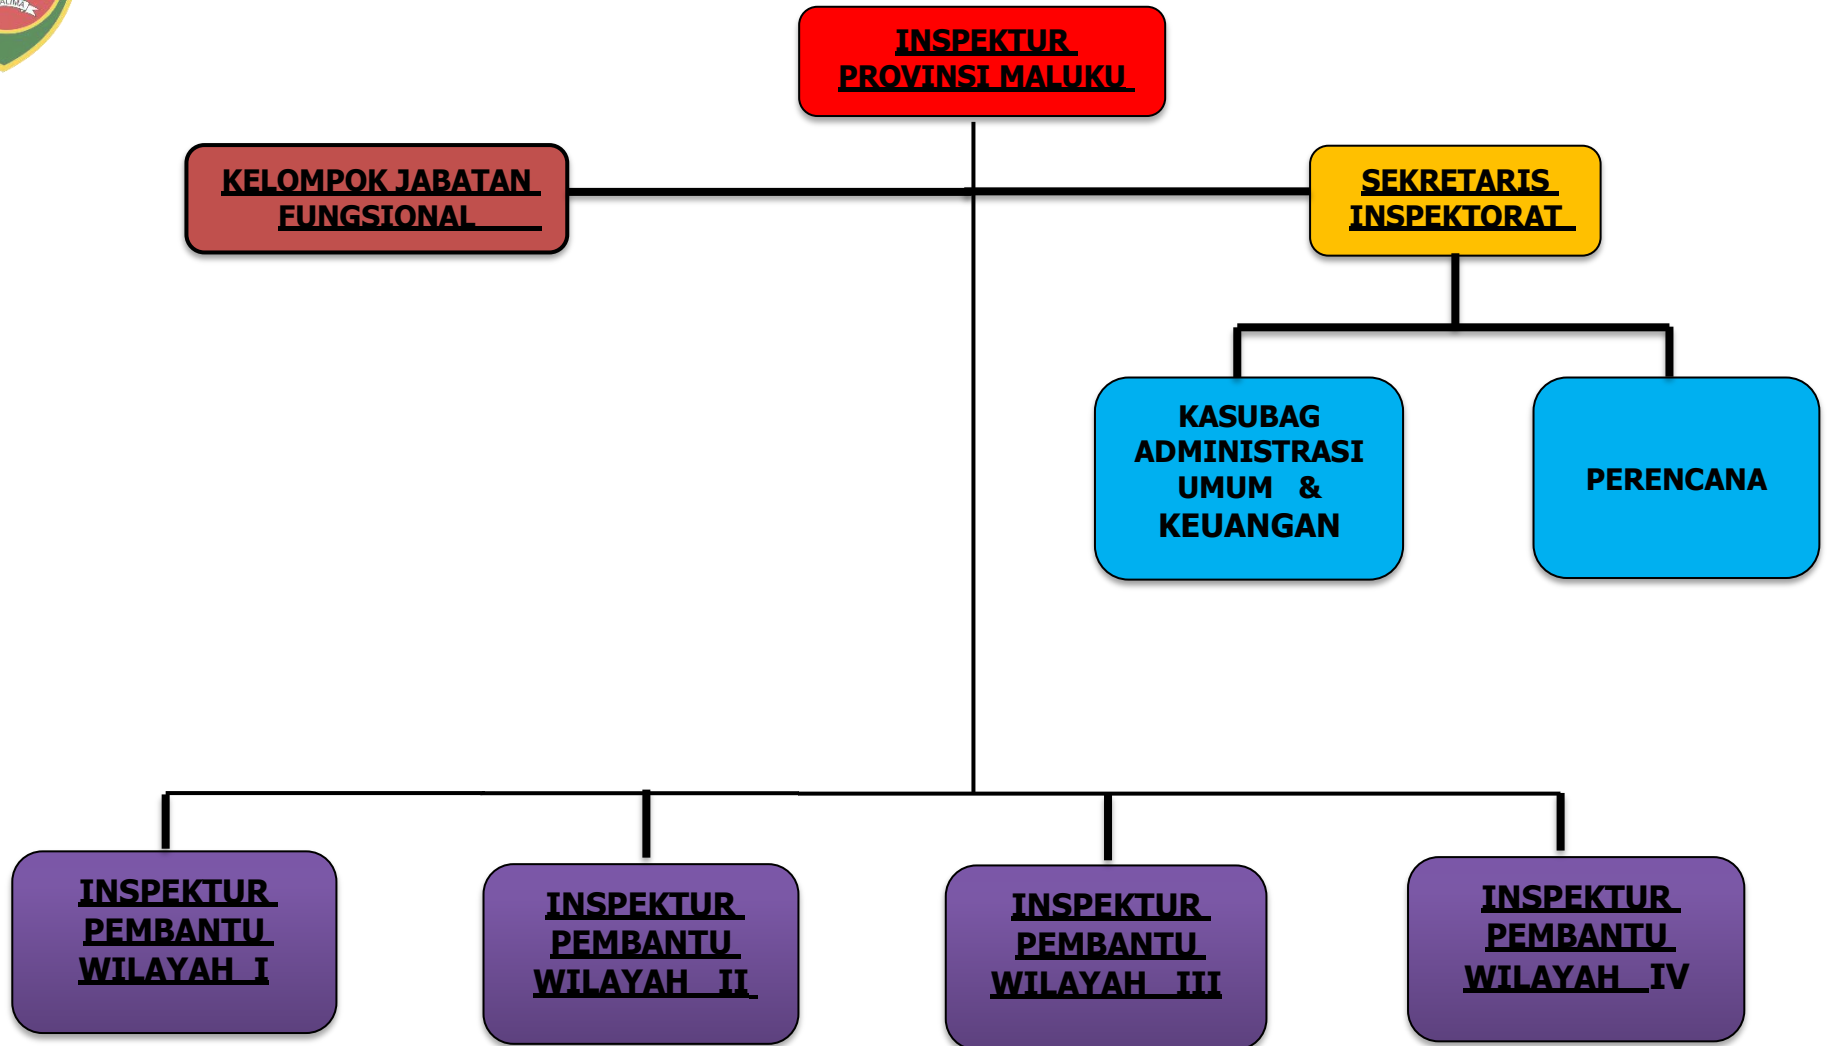 ALIMA
INSPEKTUR
PROVINSI MALUKU
KELOMPOK JABATAN
FUNGSIONAL
SEKRETARIS
INSPEKTORAT
KASUBAG
ADMINISTRASI
UMUM &
KEUANGAN
PERENCANA
INSPEKTUR
PEMBANTU
WILAYAH I
INSPEKTUR
PEMBANTU
WILAYAH II
INSPEKTUR
PEMBANTU
WILAYAH III
INSPEKTUR
PEMBANTU
WILAYAH IV